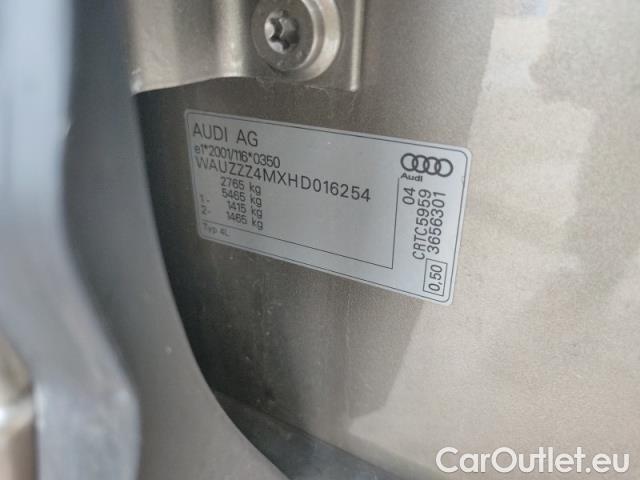 AUDI AG
e1*2001/116*0350
WAUZZZ4MXHD016254
2765 kg
5465 kg
1- 1415 kg
2- 1465 kg
Typ 4L
Audi
04
CRTC5959
3656301
0,50
CarOutlet.eu